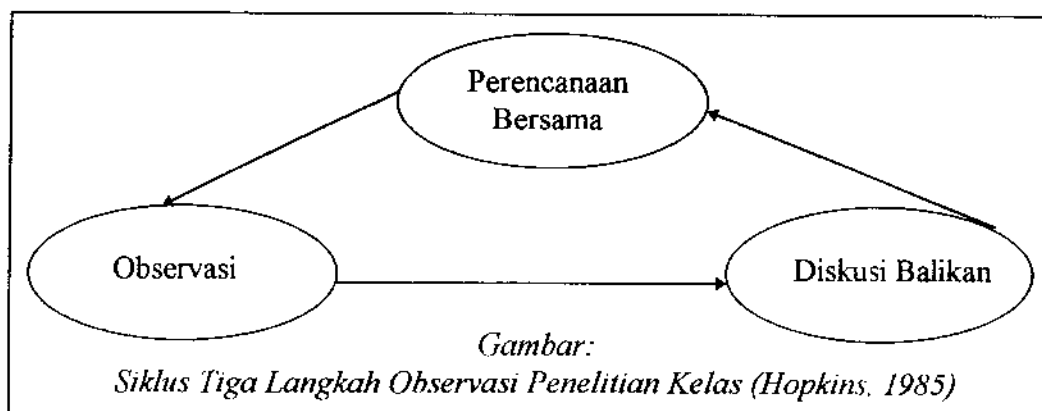 Perencanaan
Bersama
Observasi
Diskusi Balikan
Gambar:
Siklus Tiga Langkah Observasi Penelitian Kelas (Hopkins, 1985)